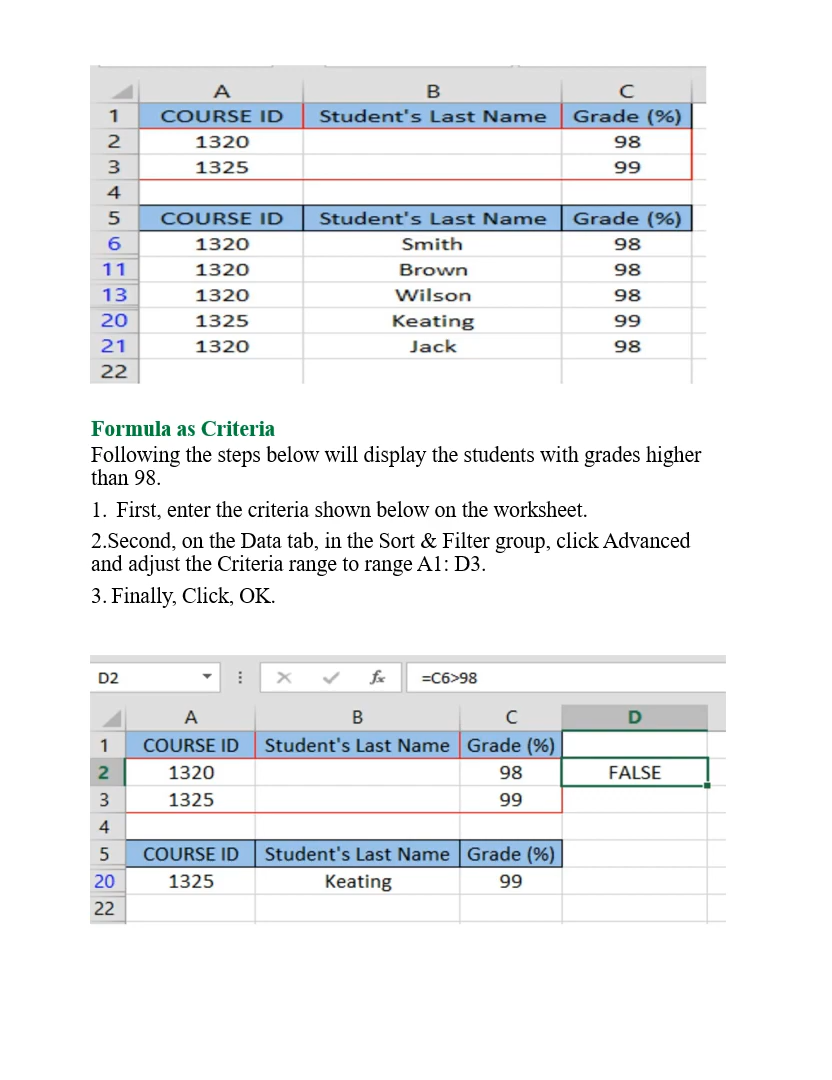 A B C
1 COURSE ID Student's Last Name Grade (%)
2 1320 98
3 1325 99
4
5 COURSE ID Student's Last Name Grade (%)
6 1320 Smith 98
11 1320 Brown 98
13 1320 Wilson 98
20 1325 Keating 99
21 1320 Jack 98
22
Formula as Criteria
Following the steps below will display the students with grades higher
than 98.
1. First, enter the criteria shown below on the worksheet.
2.Second, on the Data tab, in the Sort & Filter group, click Advanced
and adjust the Criteria range to range A1: D3.
3. Finally, Click, OK.
D2 fx =C6>98
A B C D
1 COURSE ID Student's Last Name Grade (%)
2 1320 98 FALSE
3 1325 99
4
5 COURSE ID Student's Last Name Grade (%)
20 1325 Keating 99
22